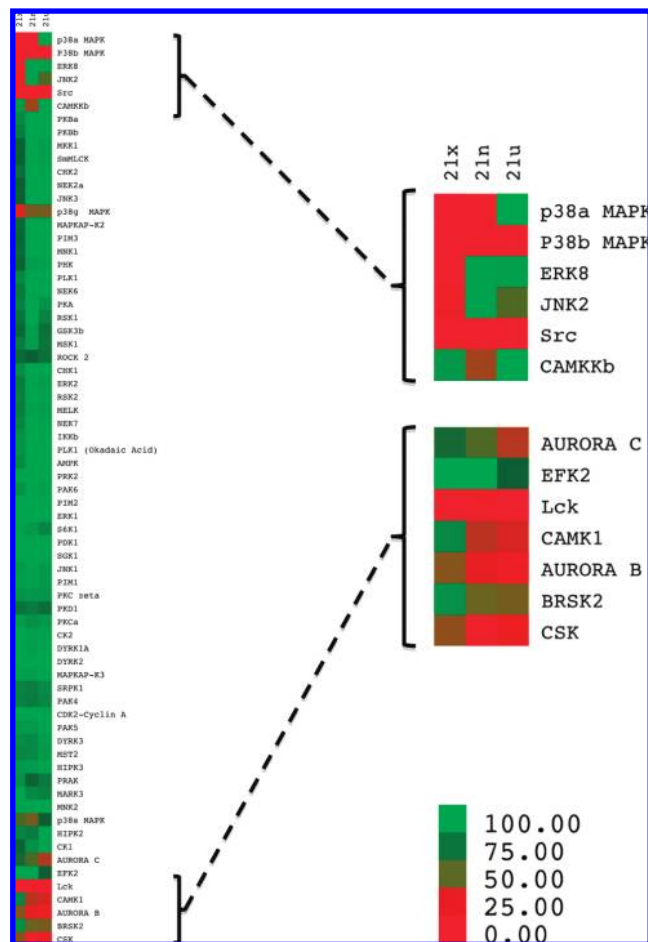 21x 21n 21u
p38a MAPK
P38b MAPK
ERK8
JNK2
Src
CAMKKb
PKBa
PKBb
MKK1
SmMLCK
CHK2
NEK2a
JNK3
p38g MAPK
MAPKAP-K2
PIM3
MNK1
PHK
PLK1
NEK6
PKA
RSK1
GSK3b
MSK1
ROCK 2
CHK1
ERK2
RSK2
MELK
NEK7
IKKb
PLK1 (Okadaic Acid)
AMPK
PRK2
PAK6
PIM2
ERK1
S6K1
PDK1
SGK1
JNK1
PIM1
PKC zeta
PKD1
PKCa
CK2
DYRK1A
DYRK2
MAPKAP-K3
SRPK1
PAK4
CDK2-Cyclin A
PAK5
DYRK3
MST2
HIPK3
PRAK
MARK3
MNK2
p38s MAPK
HIPK2
CK1
AURORA C
EFK2
Lck
CAMK1
AURORA B
BRSK2
CSK
21x 21n 21u
p38a MAPK
P38b MAPK
ERK8
JNK2
Src
CAMKKb
AURORA C
EFK2
Lck
CAMK1
AURORA B
BRSK2
CSK
100.00
75.00
50.00
25.00
0.00